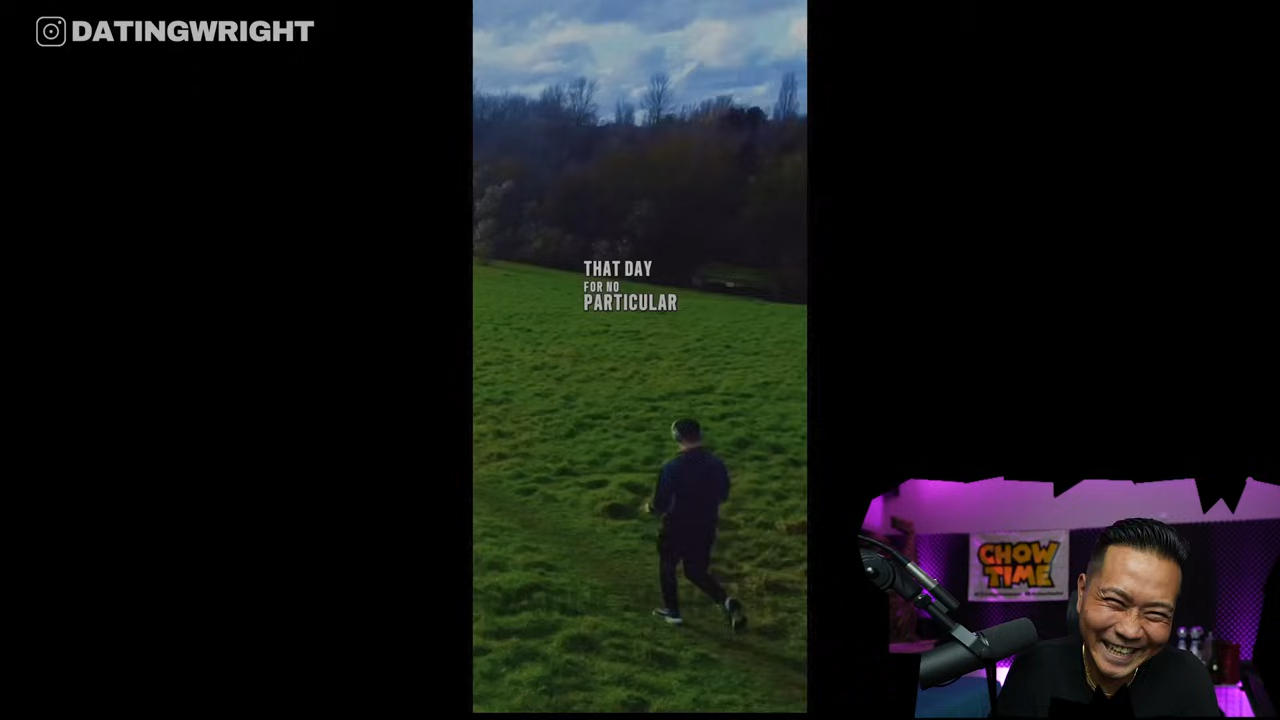 DATINGWRIGHT
THAT DAY
FOR NO
PARTICULAR
CHOW
TIME